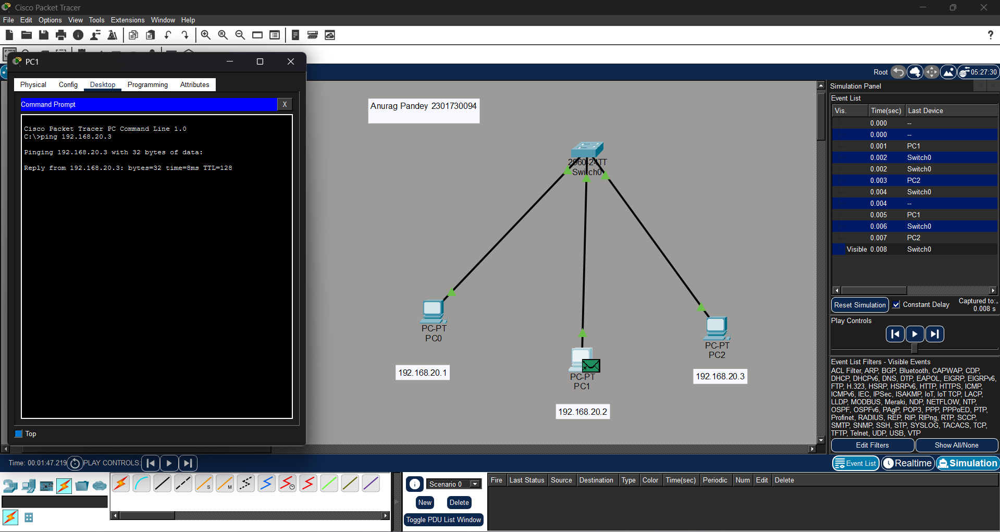 Cisco Packet Tracer
File Edit Options View Tools Extensions Window Help
?
PC1
Physical Config Desktop Programming Attributes
Command Prompt X
Cisco Packet Tracer PC Command Line 1.0
C:\>ping 192.168.20.3
Pinging 192.168.20.3 with 32 bytes of data:
Reply from 192.168.20.3: bytes=32 time=8ms TTL=128
Top
Root 05:27:30
Anurag Pandey 2301730094
2960-24TT
Switch0
PC-PT
PC0
192.168.20.1
PC-PT
PC1
192.168.20.2
PC-PT
PC2
192.168.20.3
Simulation Panel
Event List
Vis. Time(sec) Last Device
0.000 --
0.000 --
0.001 PC1
0.002 Switch0
0.002 Switch0
0.003 PC2
0.004 Switch0
0.004 --
0.005 PC1
0.006 Switch0
0.007 PC2
Visible 0.008 Switch0
Reset Simulation Constant Delay Captured to:
0.008 s
Play Controls
Event List Filters - Visible Events
ACL Filter, ARP, BGP, Bluetooth, CAPWAP, CDP,
DHCP, DHCPv6, DNS, DTP, EAPOL, EIGRP, EIGRPv6,
FTP, H.323, HSRP, HSRPv6, HTTP, HTTPS, ICMP,
ICMPv6, IEC, IPSec, ISAKMP, IoT, IoT TCP, LACP,
LLDP, MODBUS, Meraki, NDP, NETFLOW, NTP,
OSPF, OSPFv6, PAgP, POP3, PPP, PPPoED, PTP,
Profinet, RADIUS, REP, RIP, RIPng, RTP, SCCP,
SMTP, SNMP, SSH, STP, SYSLOG, TACACS, TCP,
TFTP, Telnet, UDP, USB, VTP
Edit Filters Show All/None
Time: 00:01:47.219 PLAY CONTROLS:
Event List Realtime Simulation
S M
Scenario 0
New Delete
Toggle PDU List Window
Fire Last Status Source Destination Type Color Time(sec) Periodic Num Edit Delete